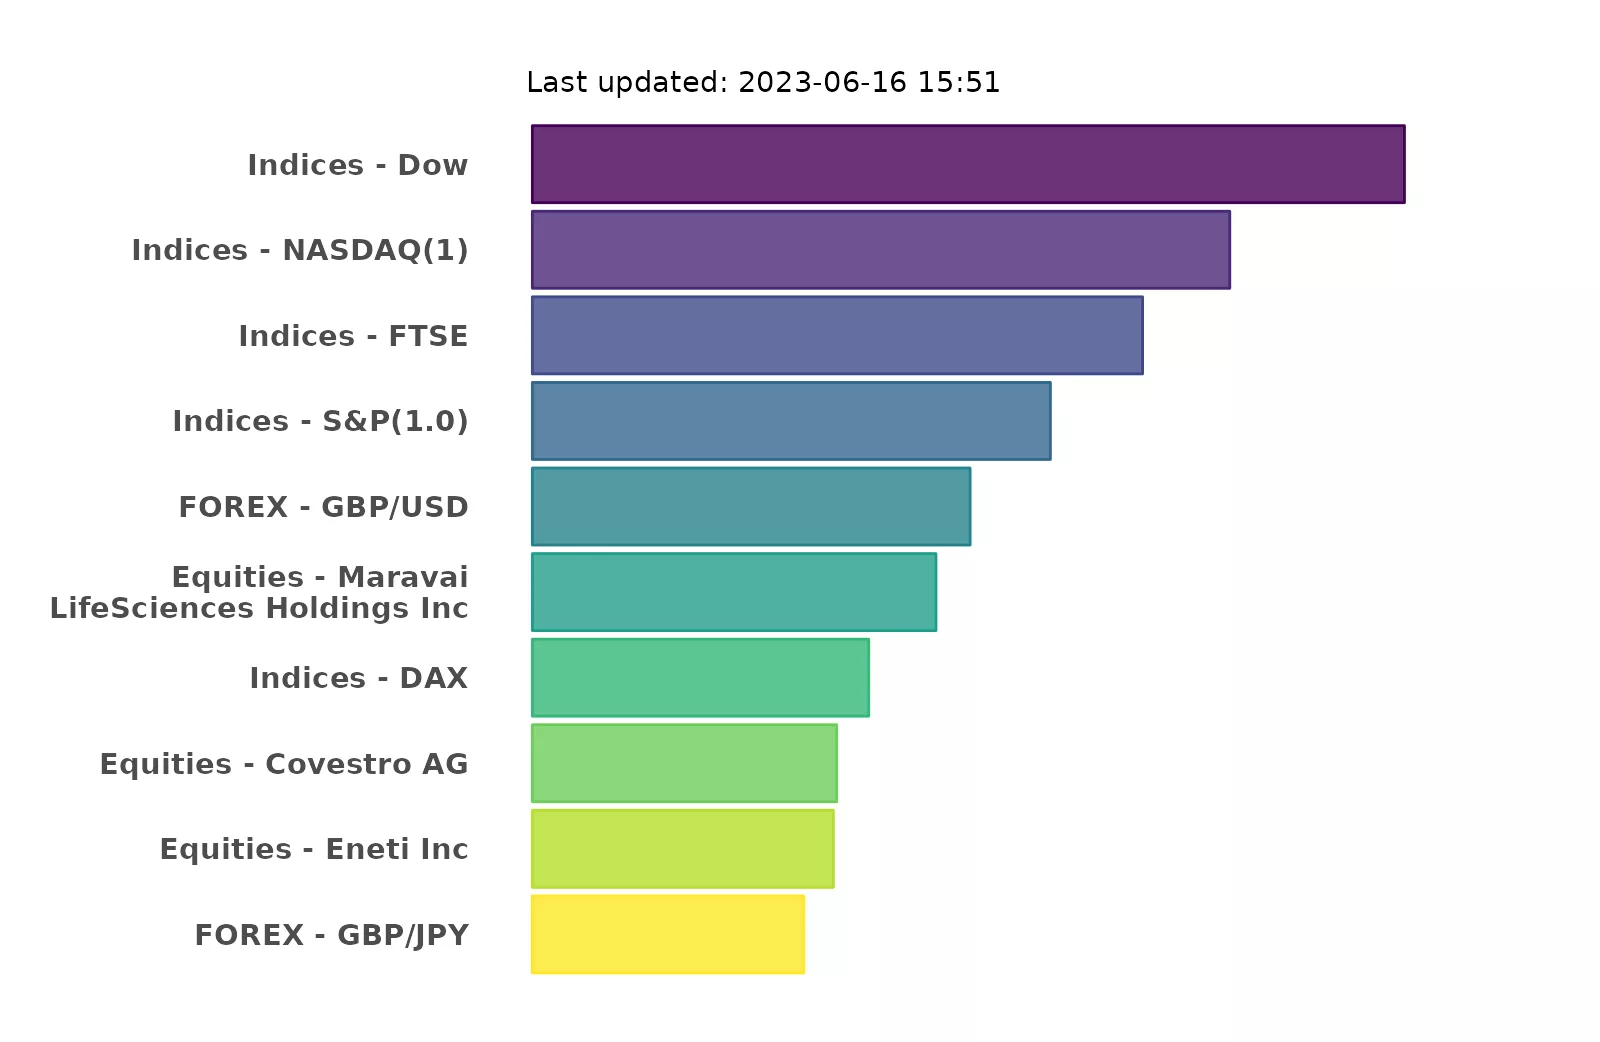 Last updated: 2023-06-16 15:51
Indices - Dow
Indices - NASDAQ(1)
Indices - FTSE
Indices - S&P(1.0)
FOREX - GBP/USD
Equities - Maravai
LifeSciences Holdings Inc
Indices - DAX
Equities - Covestro AG
Equities - Eneti Inc
FOREX - GBP/JPY